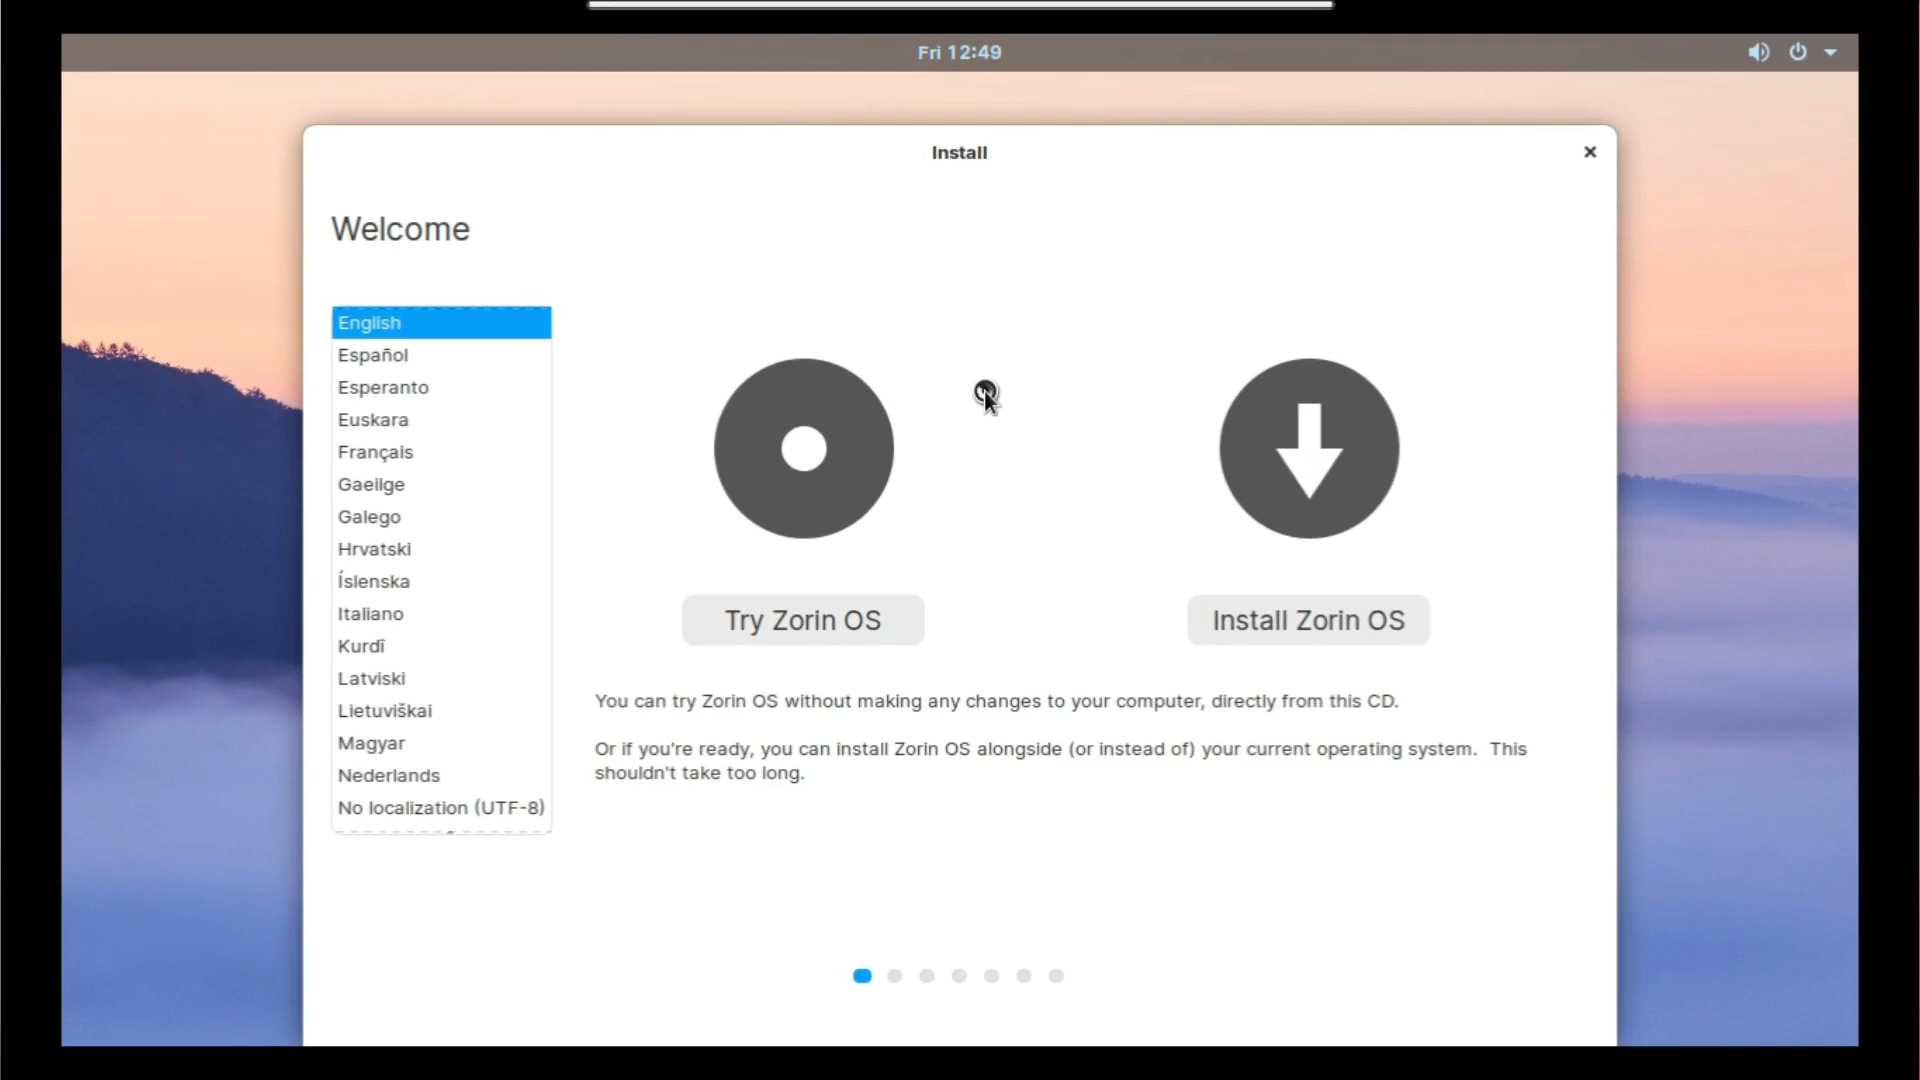 Fri 12:49
Install
Welcome
English
Español
Esperanto
Euskara
Français
Gaeilge
Galego
Hrvatski
Íslenska
Italiano
Kurdî
Latviski
Lietuviškai
Magyar
Nederlands
No localization (UTF-8)
Try Zorin OS
Install Zorin OS
You can try Zorin OS without making any changes to your computer, directly from this CD.
Or if you're ready, you can install Zorin OS alongside (or instead of) your current operating system.  This
shouldn't take too long.